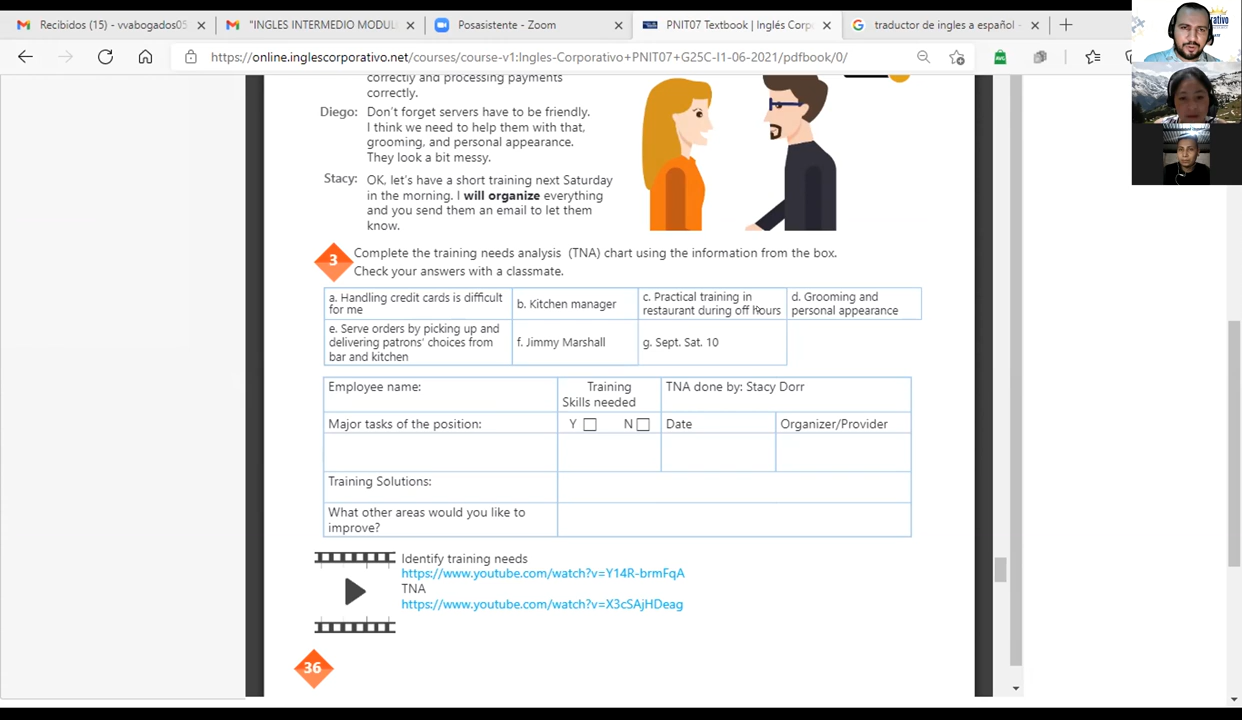 Recibidos (15) - vvabogados05
"INGLES INTERMEDIO MODUL
Posasistente - Zoom
PNIT07 Textbook | Inglés Corpo
traductor de ingles a español -
https://online.inglescorporativo.net/courses/course-v1:Ingles-Corporativo+PNIT07+G25C-I1-06-2021/pdfbook/0/
correctly and processing payments
correctly.
Diego: Don't forget servers have to be friendly.
I think we need to help them with that,
grooming, and personal appearance.
They look a bit messy.
Stacy: OK, let's have a short training next Saturday
in the morning. I will organize everything
and you send them an email to let them
know.
3 Complete the training needs analysis (TNA) chart using the information from the box.
Check your answers with a classmate.
a. Handling credit cards is difficult
for me
b. Kitchen manager
c. Practical training in
restaurant during off hours
d. Grooming and
personal appearance
e. Serve orders by picking up and
delivering patrons' choices from
bar and kitchen
f. Jimmy Marshall
g. Sept. Sat. 10
Employee name:
Training
Skills needed
TNA done by: Stacy Dorr
Major tasks of the position:
Y N
Date
Organizer/Provider
Training Solutions:
What other areas would you like to
improve?
Identify training needs
https://www.youtube.com/watch?v=Y14R-brmFqA
TNA
https://www.youtube.com/watch?v=X3cSAjHDeag
36